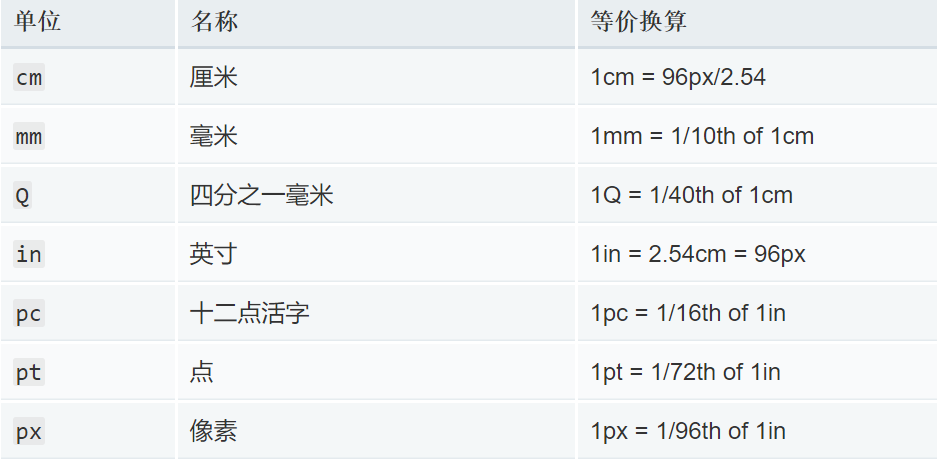 单位 名称 等价换算
cm 厘米 1cm = 96px/2.54
mm 毫米 1mm = 1/10th of 1cm
Q 四分之一毫米 1Q = 1/40th of 1cm
in 英寸 1in = 2.54cm = 96px
pc 十二点活字 1pc = 1/16th of 1in
pt 点 1pt = 1/72th of 1in
px 像素 1px = 1/96th of 1in